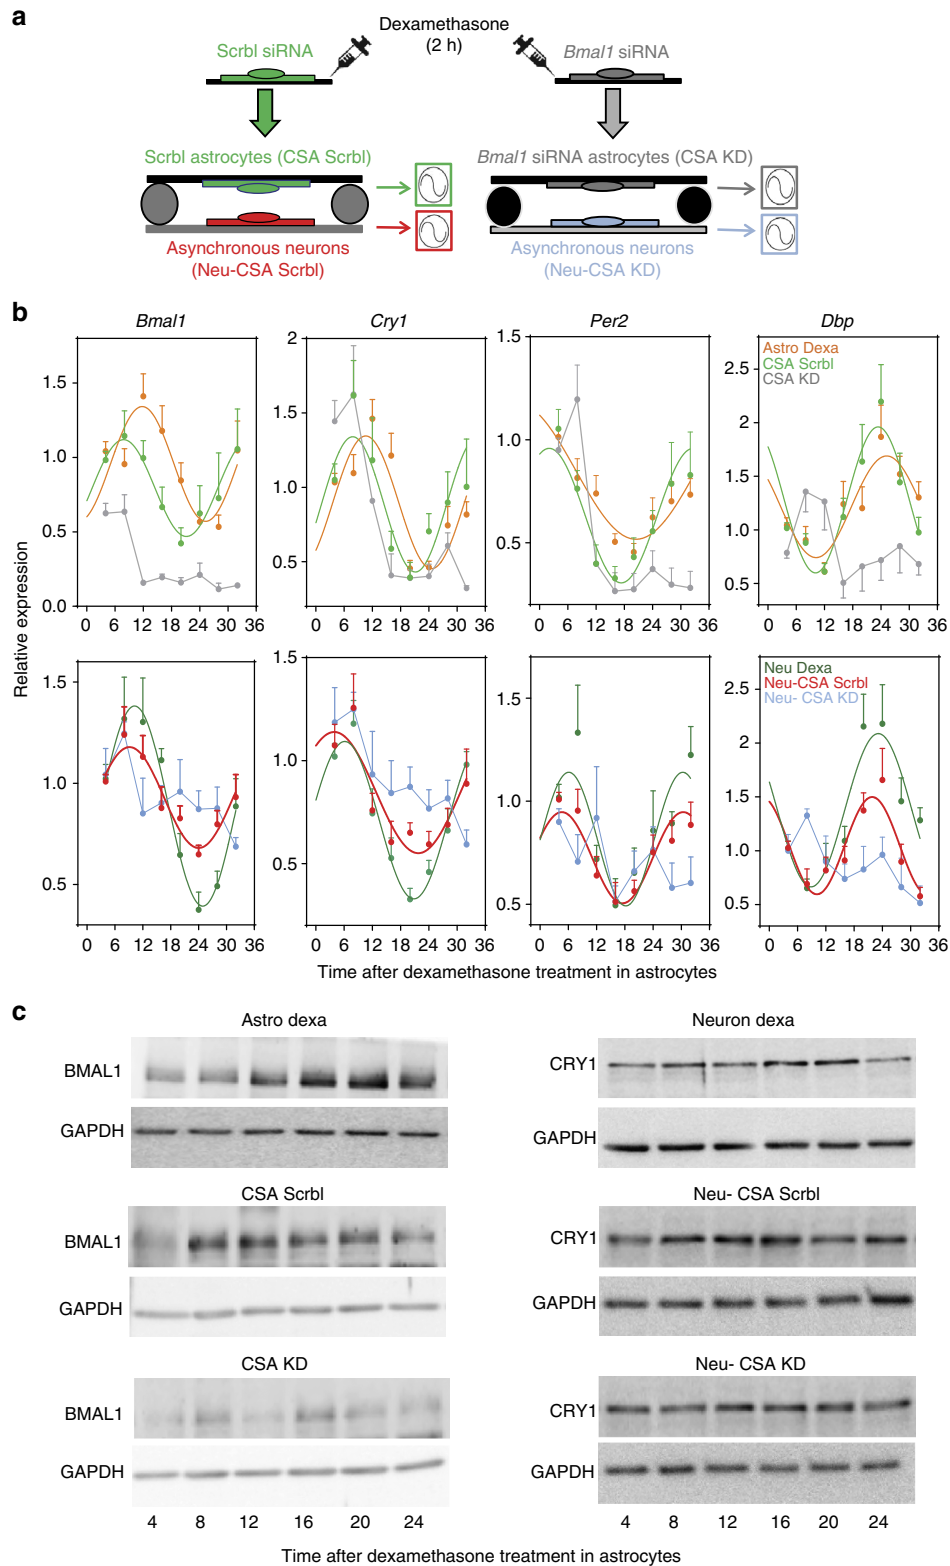 a
Dexamethasone
(2 h)
Scrbl siRNA
Bmal1 siRNA
Scrbl astrocytes (CSA Scrbl)
Bmal1 siRNA astrocytes (CSA KD)
Asynchronous neurons
(Neu-CSA Scrbl)
Asynchronous neurons
(Neu-CSA KD)
b
Bmal1
Cry1
Per2
Dbp
Relative expression
1.5
1.0
0.5
0.0
2
1.5
1.0
0.5
1.5
1.0
0.5
2.5
2.0
1.5
1.0
0.5
Astro Dexa
CSA Scrbl
CSA KD
0 6 12 18 24 30 36
0 6 12 18 24 30 36
0 6 12 18 24 30 36
0 6 12 18 24 30 36
1.5
1.0
0.5
1.5
1.0
0.5
1.5
1.0
0.5
2.5
2.0
1.5
1.0
0.5
Neu Dexa
Neu-CSA Scrbl
Neu- CSA KD
0 6 12 18 24 30 36
0 6 12 18 24 30 36
0 6 12 18 24 30 36
0 6 12 18 24 30 36
Time after dexamethasone treatment in astrocytes
c
Astro dexa
BMAL1
GAPDH
CSA Scrbl
BMAL1
GAPDH
CSA KD
BMAL1
GAPDH
4 8 12 16 20 24
Neuron dexa
CRY1
GAPDH
Neu- CSA Scrbl
CRY1
GAPDH
Neu- CSA KD
CRY1
GAPDH
4 8 12 16 20 24
Time after dexamethasone treatment in astrocytes